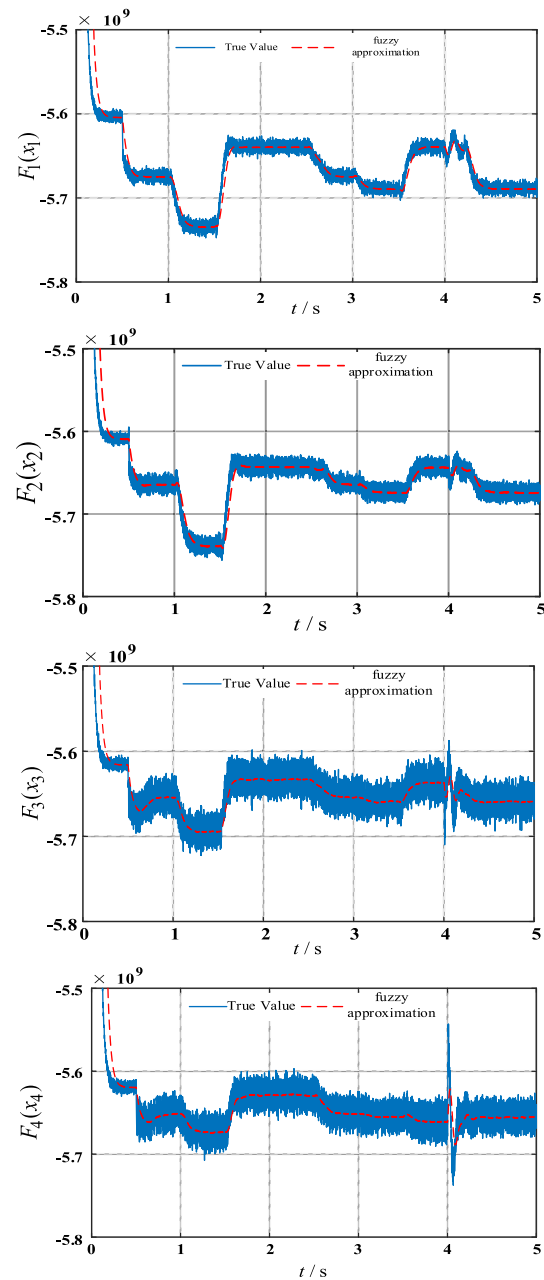 × 10⁹
-5.5
True Value
fuzzy
approximation
-5.6
F₁(x₁)
-5.7
-5.8
0 1 2 3 4 5
t / s
× 10⁹
-5.5
True Value
fuzzy
approximation
-5.6
F₂(x₂)
-5.7
-5.8
0 1 2 3 4 5
t / s
× 10⁹
-5.5
True Value
fuzzy
approximation
-5.6
F₃(x₃)
-5.7
-5.8
0 1 2 3 4 5
t / s
× 10⁹
-5.5
True Value
fuzzy
approximation
-5.6
F₄(x₄)
-5.7
-5.8
0 1 2 3 4 5
t / s